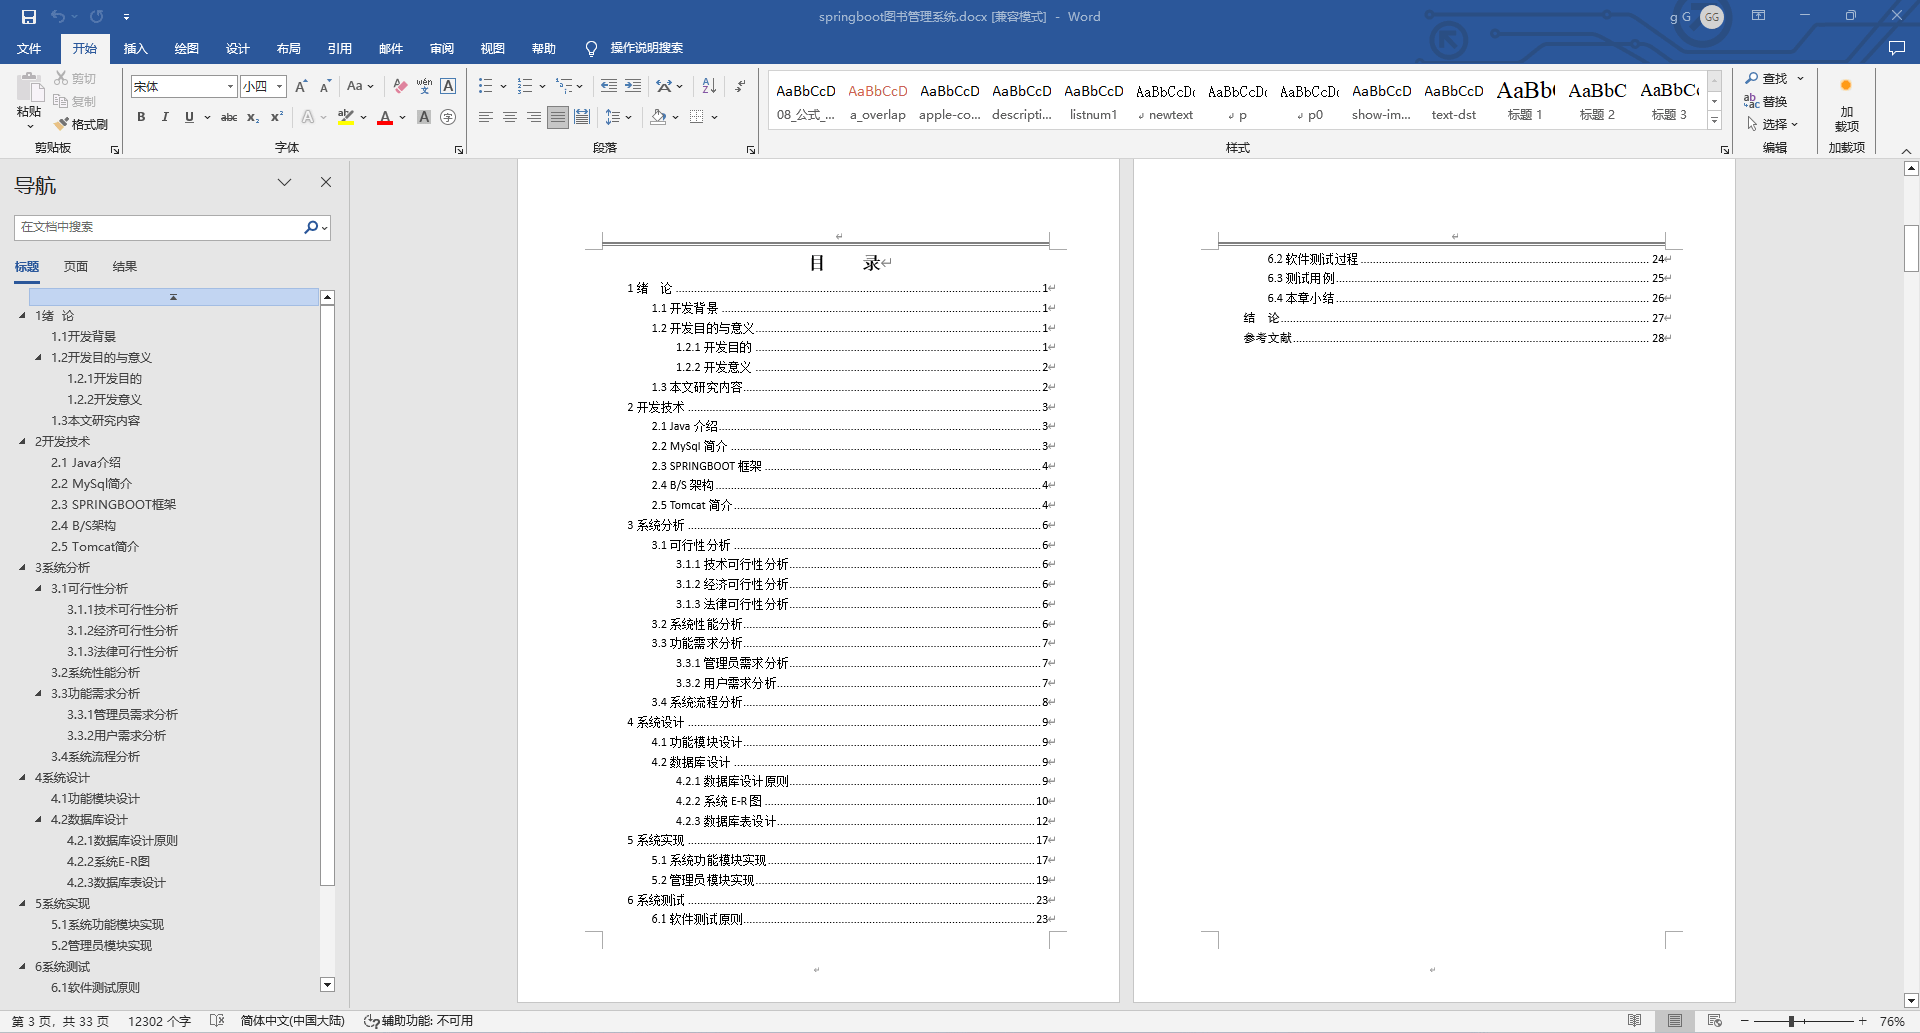 springboot图书管理系统.docx [兼容模式] - Word
g G
GG
文件 开始 插入 绘图 设计 布局 引用 邮件 审阅 视图 帮助 操作说明搜索
粘贴
剪切
复制
格式刷
剪贴板
宋体 小四
字体
段落
AaBbCcD 08_公式_...
AaBbCcD a_overlap
AaBbCcD apple-co...
AaBbCcD descripti...
AaBbCcD listnum1
AaBbCcDc newtext
AaBbCcDc p
AaBbCcDc p0
AaBbCcD show-im...
AaBbCcD text-dst
AaBb 标题 1
AaBbC 标题 2
AaBbC 标题 3
样式
查找
替换
选择
编辑
加
载项
加载项
导航
在文档中搜索
标题 页面 结果
1绪 论
1.1开发背景
1.2开发目的与意义
1.2.1开发目的
1.2.2开发意义
1.3本文研究内容
2开发技术
2.1 Java介绍
2.2 MySql简介
2.3 SPRINGBOOT框架
2.4 B/S架构
2.5 Tomcat简介
3系统分析
3.1可行性分析
3.1.1技术可行性分析
3.1.2经济可行性分析
3.1.3法律可行性分析
3.2系统性能分析
3.3功能需求分析
3.3.1管理员需求分析
3.3.2用户需求分析
3.4系统流程分析
4系统设计
4.1功能模块设计
4.2数据库设计
4.2.1数据库设计原则
4.2.2系统E-R图
4.2.3数据库表设计
5系统实现
5.1系统功能模块实现
5.2管理员模块实现
6系统测试
6.1软件测试原则
目 录
1 绪 论 1
1.1 开发背景 1
1.2 开发目的与意义 1
1.2.1 开发目的 1
1.2.2 开发意义 2
1.3 本文研究内容 2
2 开发技术 3
2.1 Java 介绍 3
2.2 MySql 简介 3
2.3 SPRINGBOOT 框架 4
2.4 B/S 架构 4
2.5 Tomcat 简介 4
3 系统分析 6
3.1 可行性分析 6
3.1.1 技术可行性分析 6
3.1.2 经济可行性分析 6
3.1.3 法律可行性分析 6
3.2 系统性能分析 6
3.3 功能需求分析 7
3.3.1 管理员需求分析 7
3.3.2 用户需求分析 7
3.4 系统流程分析 8
4 系统设计 9
4.1 功能模块设计 9
4.2 数据库设计 9
4.2.1 数据库设计原则 9
4.2.2 系统 E-R 图 10
4.2.3 数据库表设计 12
5 系统实现 17
5.1 系统功能模块实现 17
5.2 管理员模块实现 19
6 系统测试 23
6.1 软件测试原则 23
6.2 软件测试过程 24
6.3 测试用例 25
6.4 本章小结 26
结 论 27
参考文献 28
第 3 页，共 33 页 12302 个字 简体中文(中国大陆) 辅助功能: 不可用
76%